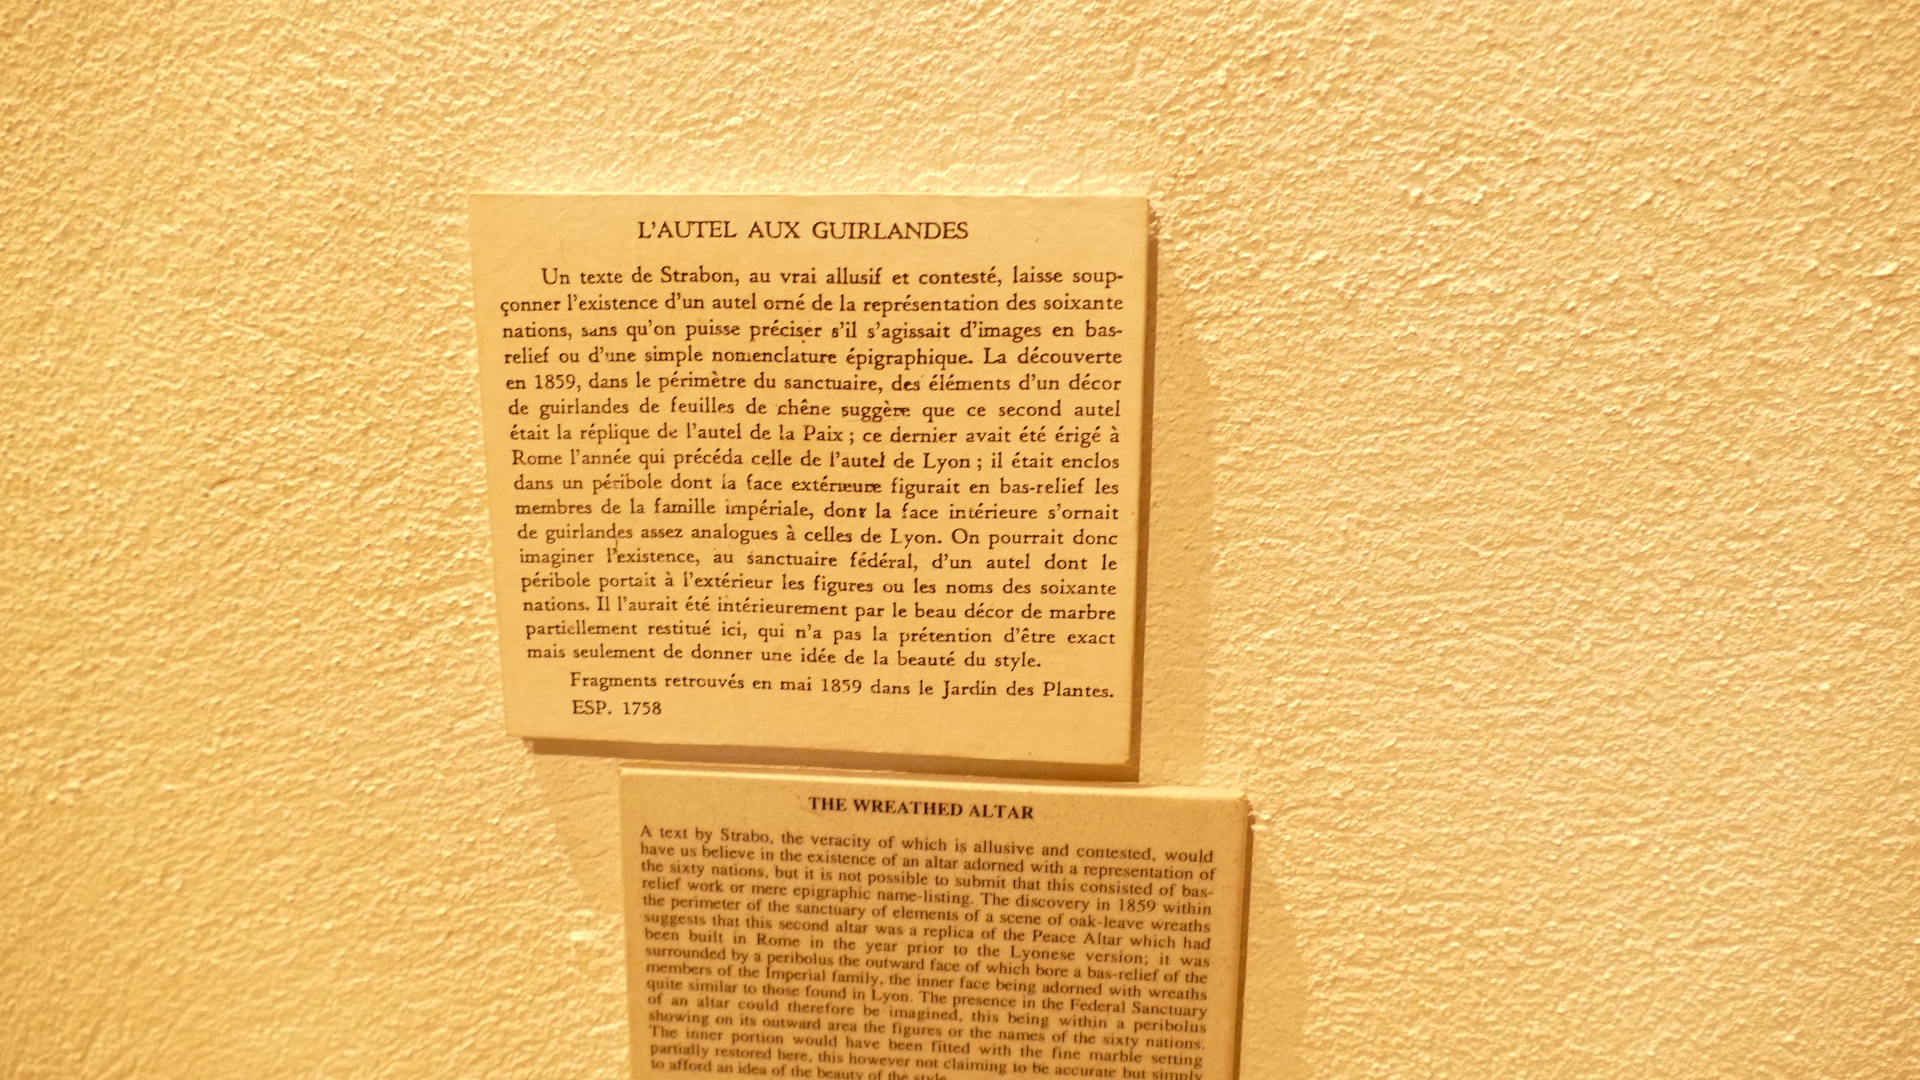 L'AUTEL AUX GUIRLANDES
Un texte de Strabon, au vrai allusif et contesté, laisse soup-
çonner l'existence d'un autel orné de la représentation des soixante
nations, sans qu'on puisse préciser s'il s'agissait d'images en bas-
relief ou d'une simple nomenclature épigraphique. La découverte
en 1859, dans le périmètre du sanctuaire, des éléments d'un décor
de guirlandes de feuilles de chêne suggère que ce second autel
était la réplique de l'autel de la Paix ; ce dernier avait été érigé à
Rome l'année qui précéda celle de l'autel de Lyon ; il était enclos
dans un péribole dont la face extérieure figurait en bas-relief les
membres de la famille impériale, dont la face intérieure s'ornait
de guirlandes assez analogues à celles de Lyon. On pourrait donc
imaginer l'existence, au sanctuaire fédéral, d'un autel dont le
péribole portait à l'extérieur les figures ou les noms des soixante
nations. Il l'aurait été intérieurement par le beau décor de marbre
partiellement restitué ici, qui n'a pas la prétention d'être exact
mais seulement de donner une idée de la beauté du style.
Fragments retrouvés en mai 1859 dans le Jardin des Plantes.
ESP. 1758
THE WREATHED ALTAR
A text by Strabo, the veracity of which is allusive and contested, would
have us believe in the existence of an altar adorned with a representation of
the sixty nations, but it is not possible to submit that this consisted of bas-
relief work or mere epigraphic name-listing. The discovery in 1859 within
the perimeter of the sanctuary of elements of a scene of oak-leave wreaths
suggests that this second altar was a replica of the Peace Altar which had
been built in Rome in the year prior to the Lyonese version; it was
surrounded by a peribolus the outward face of which bore a bas-relief of the
members of the Imperial family, the inner face being adorned with wreaths
quite similar to those found in Lyon. The presence in the Federal Sanctuary
of an altar could therefore be imagined, this being within a peribolus
showing on its outward area the figures or the names of the sixty nations.
The inner portion would have been fitted with the fine marble setting
partially restored here, this however not claiming to be accurate but simply
to afford an idea of the beauty of the style.